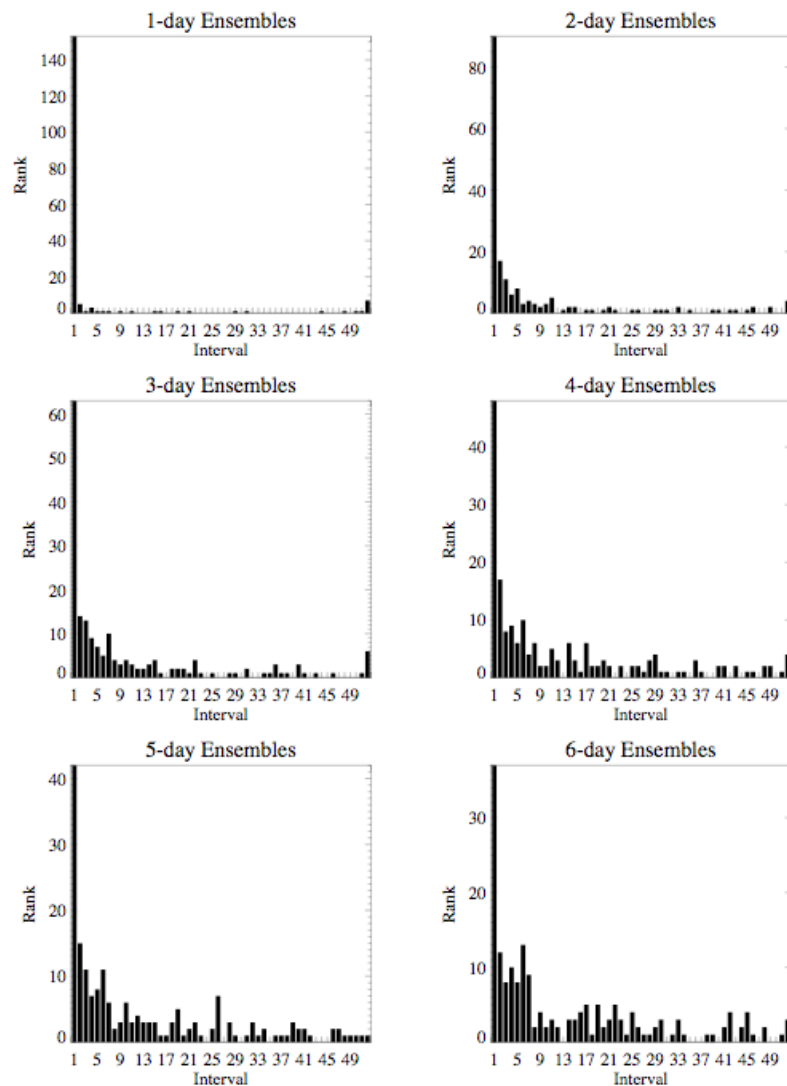 1-day Ensembles
140
120
100
80
60
40
20
0
Rank
1 5 9 13 17 21 25 29 33 37 41 45 49
Interval
2-day Ensembles
80
60
40
20
0
Rank
1 5 9 13 17 21 25 29 33 37 41 45 49
Interval
3-day Ensembles
60
50
40
30
20
10
0
Rank
1 5 9 13 17 21 25 29 33 37 41 45 49
Interval
4-day Ensembles
40
30
20
10
0
Rank
1 5 9 13 17 21 25 29 33 37 41 45 49
Interval
5-day Ensembles
40
30
20
10
0
Rank
1 5 9 13 17 21 25 29 33 37 41 45 49
Interval
6-day Ensembles
30
20
10
0
Rank
1 5 9 13 17 21 25 29 33 37 41 45 49
Interval